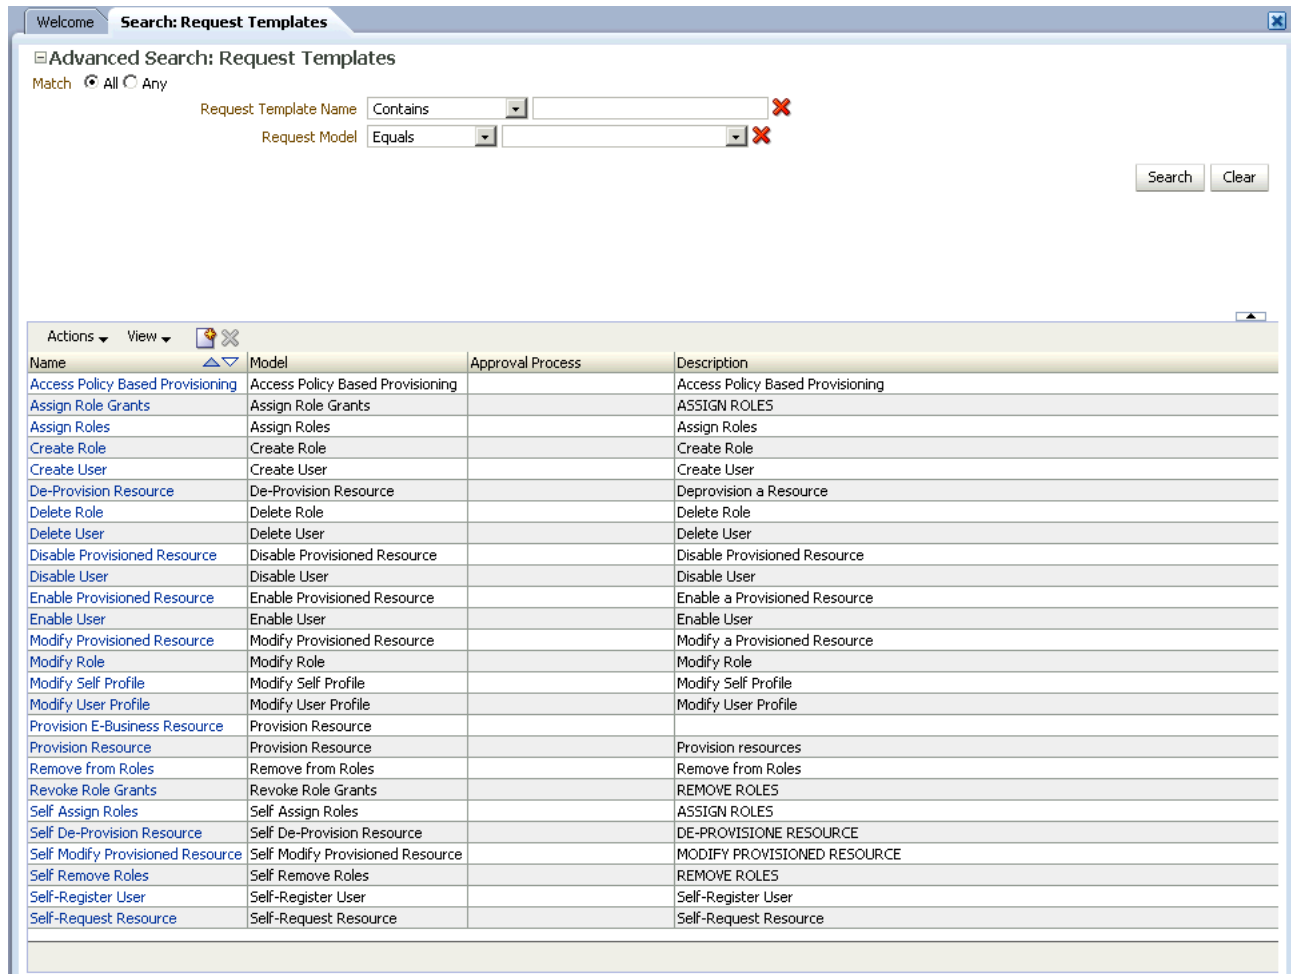 Welcome Search: Request Templates
Advanced Search: Request Templates
Match All Any
Request Template Name Contains
Request Model Equals
Search Clear
Actions View
Name Model Approval Process Description
Access Policy Based Provisioning Access Policy Based Provisioning Access Policy Based Provisioning
Assign Role Grants Assign Role Grants ASSIGN ROLES
Assign Roles Assign Roles Assign Roles
Create Role Create Role Create Role
Create User Create User Create User
De-Provision Resource De-Provision Resource Deprovision a Resource
Delete Role Delete Role Delete Role
Delete User Delete User Delete User
Disable Provisioned Resource Disable Provisioned Resource Disable Provisioned Resource
Disable User Disable User Disable User
Enable Provisioned Resource Enable Provisioned Resource Enable a Provisioned Resource
Enable User Enable User Enable User
Modify Provisioned Resource Modify Provisioned Resource Modify a Provisioned Resource
Modify Role Modify Role Modify Role
Modify Self Profile Modify Self Profile Modify Self Profile
Modify User Profile Modify User Profile Modify User Profile
Provision E-Business Resource Provision Resource
Provision Resource Provision Resource Provision resources
Remove from Roles Remove from Roles Remove from Roles
Revoke Role Grants Revoke Role Grants REMOVE ROLES
Self Assign Roles Self Assign Roles ASSIGN ROLES
Self De-Provision Resource Self De-Provision Resource DE-PROVISIONE RESOURCE
Self Modify Provisioned Resource Self Modify Provisioned Resource MODIFY PROVISIONED RESOURCE
Self Remove Roles Self Remove Roles REMOVE ROLES
Self-Register User Self-Register User Self-Register User
Self-Request Resource Self-Request Resource Self-Request Resource